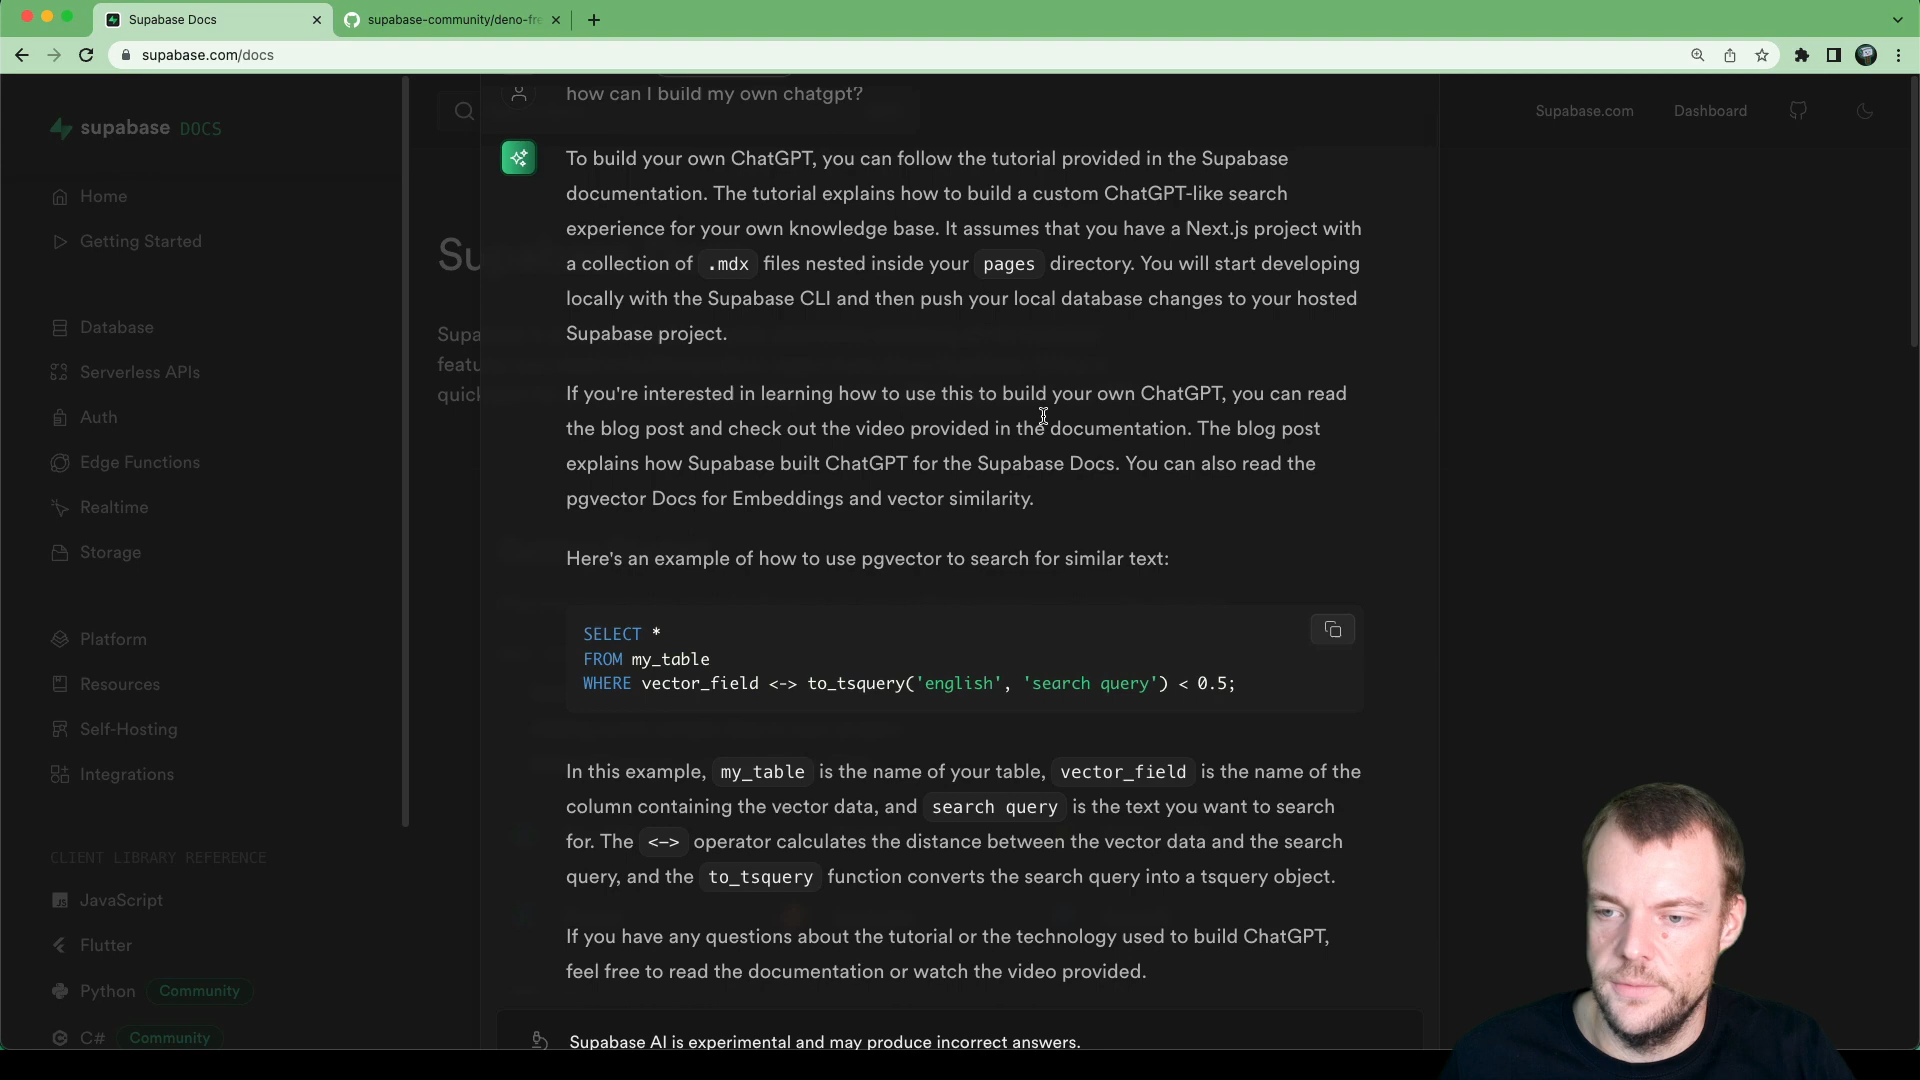 Supabase Docs
supabase-community/deno-fre
supabase.com/docs
supabase DOCS
Supabase.com
Dashboard
Home
Getting Started
Database
Serverless APIs
Auth
Edge Functions
Realtime
Storage
Platform
Resources
Self-Hosting
Integrations
CLIENT LIBRARY REFERENCE
JavaScript
Flutter
Python Community
C# Community
Su
Supa
featu
quick
how can I build my own chatgpt?
To build your own ChatGPT, you can follow the tutorial provided in the Supabase
documentation. The tutorial explains how to build a custom ChatGPT-like search
experience for your own knowledge base. It assumes that you have a Next.js project with
a collection of .mdx files nested inside your pages directory. You will start developing
locally with the Supabase CLI and then push your local database changes to your hosted
Supabase project.
If you're interested in learning how to use this to build your own ChatGPT, you can read
the blog post and check out the video provided in the documentation. The blog post
explains how Supabase built ChatGPT for the Supabase Docs. You can also read the
pgvector Docs for Embeddings and vector similarity.
Here's an example of how to use pgvector to search for similar text:
SELECT *
FROM my_table
WHERE vector_field <-> to_tsquery('english', 'search query') < 0.5;
In this example, my_table is the name of your table, vector_field is the name of the
column containing the vector data, and search query is the text you want to search
for. The <-> operator calculates the distance between the vector data and the search
query, and the to_tsquery function converts the search query into a tsquery object.
If you have any questions about the tutorial or the technology used to build ChatGPT,
feel free to read the documentation or watch the video provided.
Supabase AI is experimental and may produce incorrect answers.